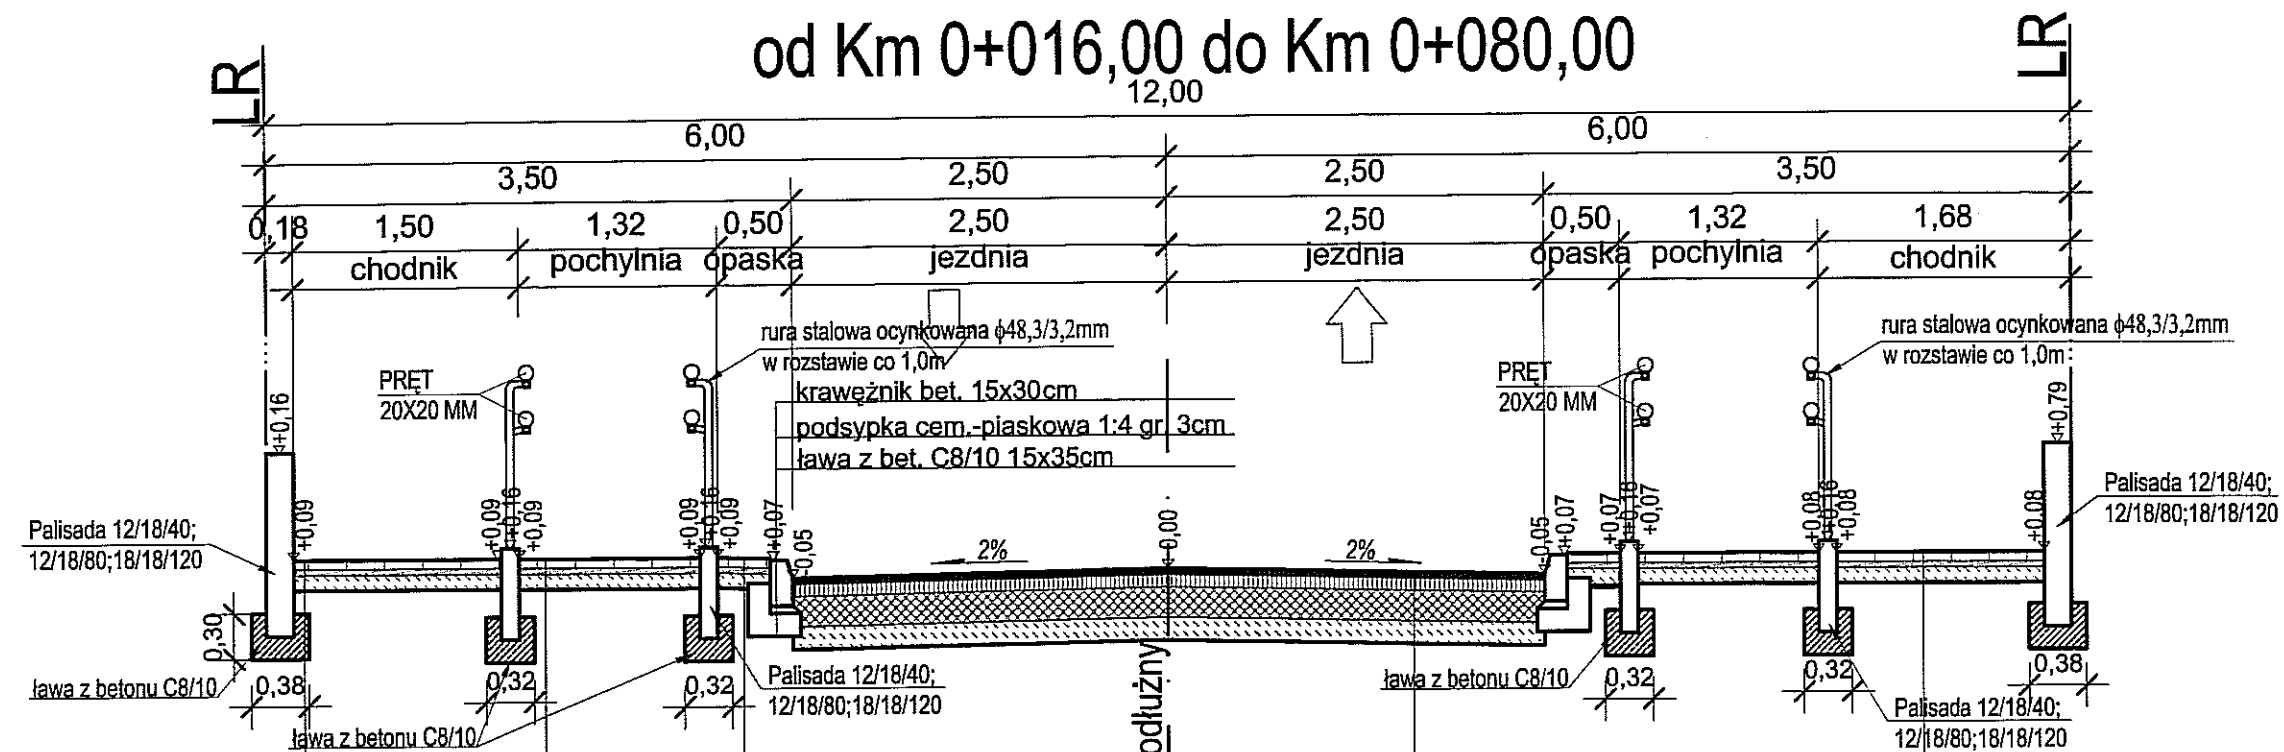 od Km 0+016,00 do Km 0+080,00
LR
LR
12,00
6,00
6,00
3,50
2,50
2,50
3,50
0,18
1,50
1,32
0,50
2,50
2,50
0,50
1,32
1,68
chodnik
pochylnia
opaska
jezdnia
jezdnia
opaska
pochylnia
chodnik
rura stalowa ocynkowana ϕ48,3/3,2mm
w rozstawie co 1,0m
rura stalowa ocynkowana ϕ48,3/3,2mm
w rozstawie co 1,0m
PRĘT
20X20 MM
PRĘT
20X20 MM
krawężnik bet. 15x30cm
podsypka cem.-piaskowa 1:4 gr. 3cm
ława z bet. C8/10 15x35cm
+0,16
+0,09
+0,09
+0,16
+0,09
+0,09
+0,16
+0,09
+0,07
-0,05
0,00
-0,05
+0,07
+0,07
+0,16
+0,07
+0,08
+0,16
+0,08
+0,08
+0,79
2%
2%
Palisada 12/18/40;
12/18/80;18/18/120
Palisada 12/18/40;
12/18/80;18/18/120
0,30
0,38
0,32
0,32
0,32
0,32
0,38
ława z betonu C8/10
ława z betonu C8/10
ława z betonu C8/10
Palisada 12/18/40;
12/18/80;18/18/120
Palisada 12/18/40;
12/18/80;18/18/120
odłużny